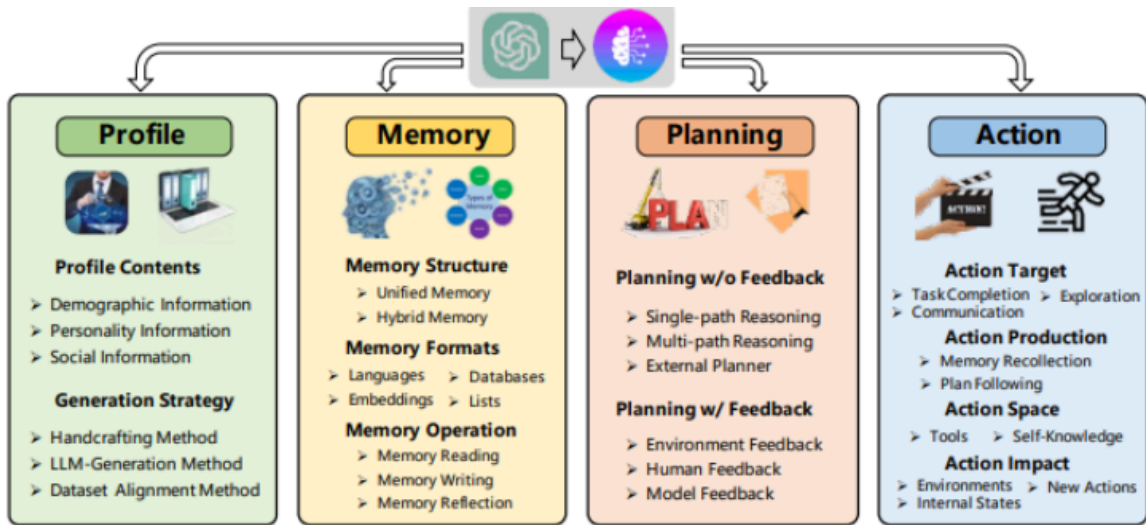 Profile
Profile Contents
➢ Demographic Information
➢ Personality Information
➢ Social Information
Generation Strategy
➢ Handcrafting Method
➢ LLM-Generation Method
➢ Dataset Alignment Method
Memory
Types of
Memory
Memory Structure
➢ Unified Memory
➢ Hybrid Memory
Memory Formats
➢ Languages ➢ Databases
➢ Embeddings ➢ Lists
Memory Operation
➢ Memory Reading
➢ Memory Writing
➢ Memory Reflection
Planning
PLAN
Planning w/o Feedback
➢ Single-path Reasoning
➢ Multi-path Reasoning
➢ External Planner
Planning w/ Feedback
➢ Environment Feedback
➢ Human Feedback
➢ Model Feedback
Action
ACTION!
Action Target
➢ Task Completion ➢ Exploration
➢ Communication
Action Production
➢ Memory Recollection
➢ Plan Following
Action Space
➢ Tools ➢ Self-Knowledge
Action Impact
➢ Environments ➢ New Actions
➢ Internal States